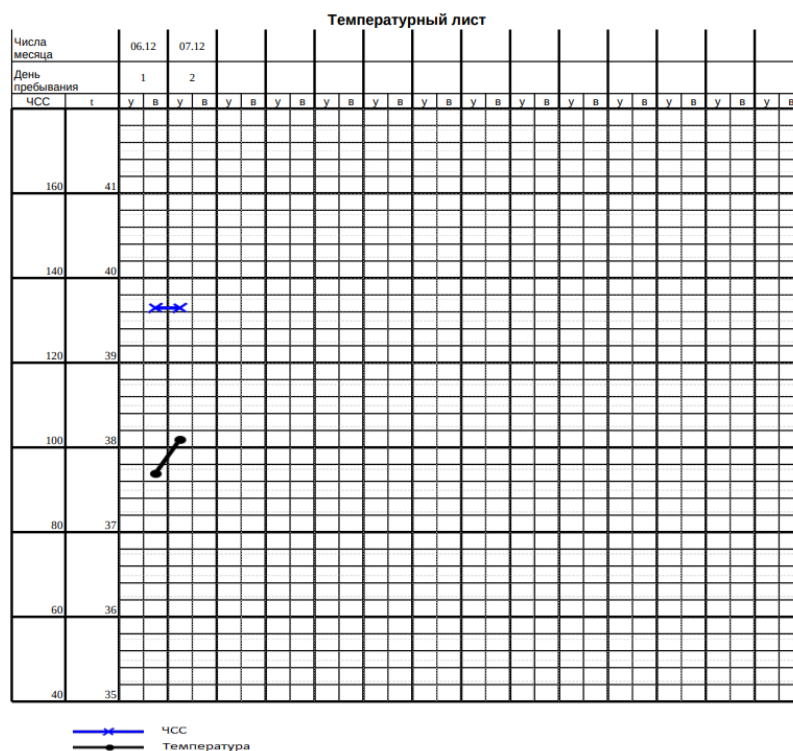 Температурный лист
Числа месяца 06.12 07.12
День пребывания 1 2
ЧСС t у в у в у в у в у в у в у в у в у в у в у в у в у в у в
160 41
140 40
120 39
100 38
80 37
60 36
40 35
ЧСС
Температура